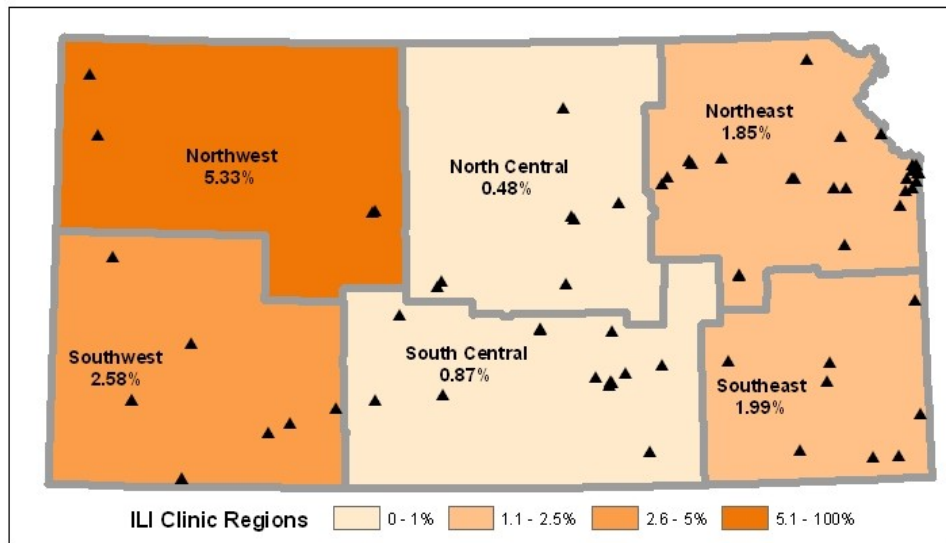 Northwest
5.33%
North Central
0.48%
Northeast
1.85%
Southwest
2.58%
South Central
0.87%
Southeast
1.99%
ILI Clinic Regions 0 - 1% 1.1 - 2.5% 2.6 - 5% 5.1 - 100%